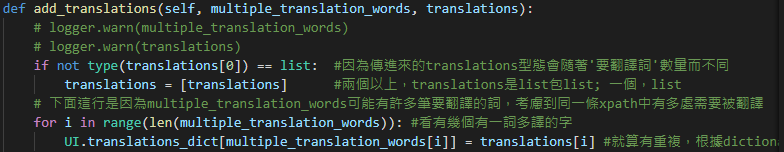 def add_translations(self, multiple_translation_words, translations):
    # logger.warn(multiple_translation_words)
    # logger.warn(translations)
    if not type(translations[0]) == list:  #因為傳進來的translations型態會隨著"要翻譯詞"數量而不同
        translations = [translations]      #兩個以上，translations是list包list; 一個，list
    # 下面這行是因為multiple_translation_words可能有許多筆要翻譯的詞，考慮到同一條xpath中有多處需要被翻譯
    for i in range(len(multiple_translation_words)): #看有幾個有一詞多譯的字
        UI.translations_dict[multiple_translation_words[i]] = translations[i] #就算有重複，根據diction